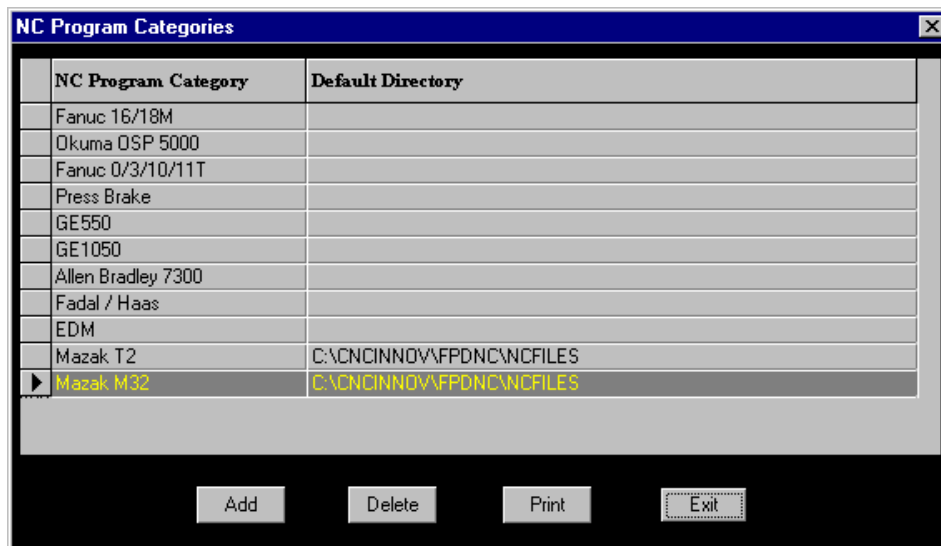 NC Program Categories
NC Program Category Default Directory
Fanuc 16/18M
Okuma OSP 5000
Fanuc 0/3/10/11T
Press Brake
GE550
GE1050
Allen Bradley 7300
Fadal / Haas
EDM
Mazak T2 C:\CNCINNOV\FPDNC\NCFILES
Mazak M32 C:\CNCINNOV\FPDNC\NCFILES
Add Delete Print Exit